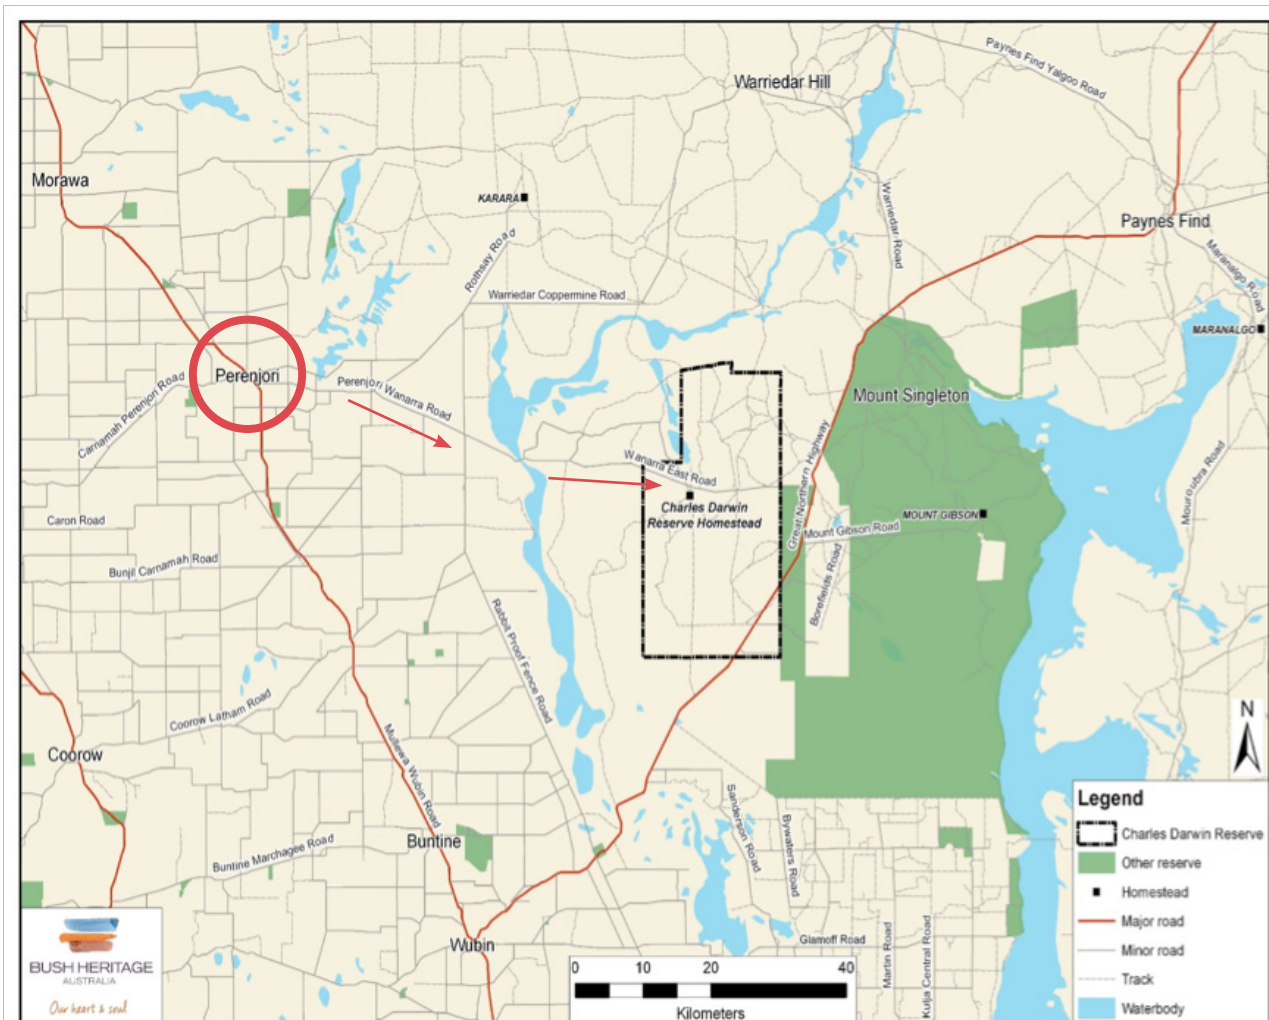 Paynes Find Yalgoo Road
Warriedar Hill
Morawa
KARARA
Warriedar Road
Paynes Find
Rothsay Road
Maranalgo Road
Warriedar Coppermine Road
MARANALGO
Perenjori
Perenjori Wanarra Road
Carnamah Perenjori Road
Mount Singleton
Great Northern Highway
Wanarra East Road
Mouroubra Road
Charles Darwin
Reserve Homestead
Caron Road
MOUNT GIBSON
Mount Gibson Road
Bunjil Carnamah Road
Borefields Road
Rabbit Proof Fence Road
Coorow Latham Road
N
Coorow
Mullewa Wubin Road
Sanderson Road
Bywaters Road
Buntine
Buntine Marchagee Road
Wubin
Glamoff Road
Martin Road
Kulja Central Road
Legend
Charles Darwin Reserve
Other reserve
Homestead
Major road
Minor road
Track
Waterbody
BUSH HERITAGE
AUSTRALIA
Our heart & soul
0 10 20 40
Kilometers